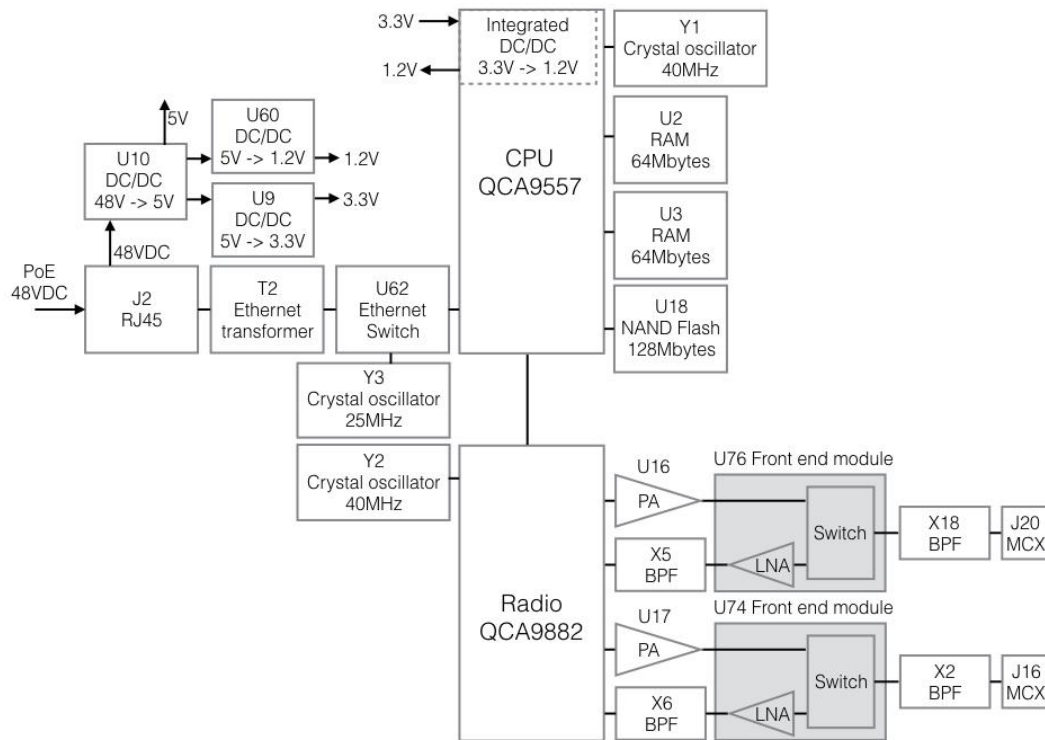 3.3V
Integrated
DC/DC
3.3V -> 1.2V
1.2V
Y1
Crystal oscillator
40MHz
5V
U60
DC/DC
5V -> 1.2V
1.2V
U10
DC/DC
48V -> 5V
U9
DC/DC
5V -> 3.3V
3.3V
CPU
QCA9557
U2
RAM
64Mbytes
U3
RAM
64Mbytes
48VDC
PoE
48VDC
J2
RJ45
T2
Ethernet
transformer
U62
Ethernet
Switch
U18
NAND Flash
128Mbytes
Y3
Crystal oscillator
25MHz
Y2
Crystal oscillator
40MHz
Radio
QCA9882
U16
PA
U76 Front end module
Switch
X18
BPF
J20
MCX
X5
BPF
LNA
U17
PA
U74 Front end module
Switch
X2
BPF
J16
MCX
X6
BPF
LNA